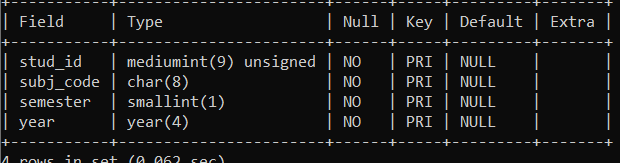 +-----------+-----------------------+------+-----+---------+-------+
| Field     | Type                  | Null | Key | Default | Extra |
+-----------+-----------------------+------+-----+---------+-------+
| stud_id   | mediumint(9) unsigned | NO   | PRI | NULL    |       |
| subj_code | char(8)               | NO   | PRI | NULL    |       |
| semester  | smallint(1)           | NO   | PRI | NULL    |       |
| year      | year(4)               | NO   | PRI | NULL    |       |
+-----------+-----------------------+------+-----+---------+-------+
4 rows in set (0.062 sec)